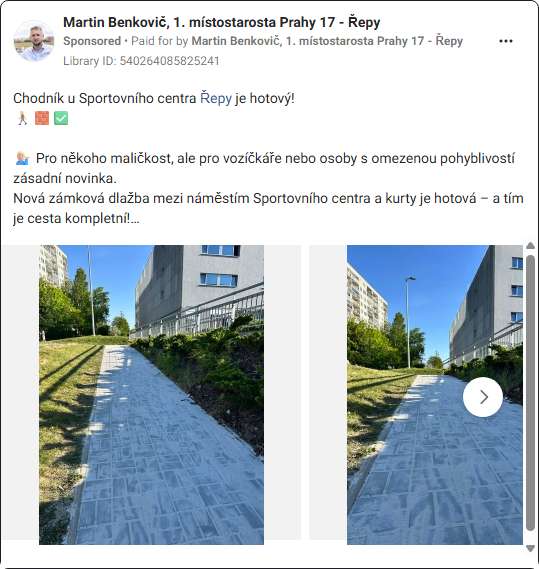 Martin Benkovič, 1. místostarosta Prahy 17 - Řepy
Sponsored • Paid for by Martin Benkovič, 1. místostarosta Prahy 17 - Řepy
Library ID: 540264085825241
Chodník u Sportovního centra Řepy je hotový!
🚶🏼 🧱 ✅
💁🏼 Pro někoho maličkost, ale pro vozíčkáře nebo osoby s omezenou pohyblivostí
zásadní novinka.
Nová zámková dlažba mezi náměstím Sportovního centra a kurty je hotová – a tím
je cesta kompletní!...